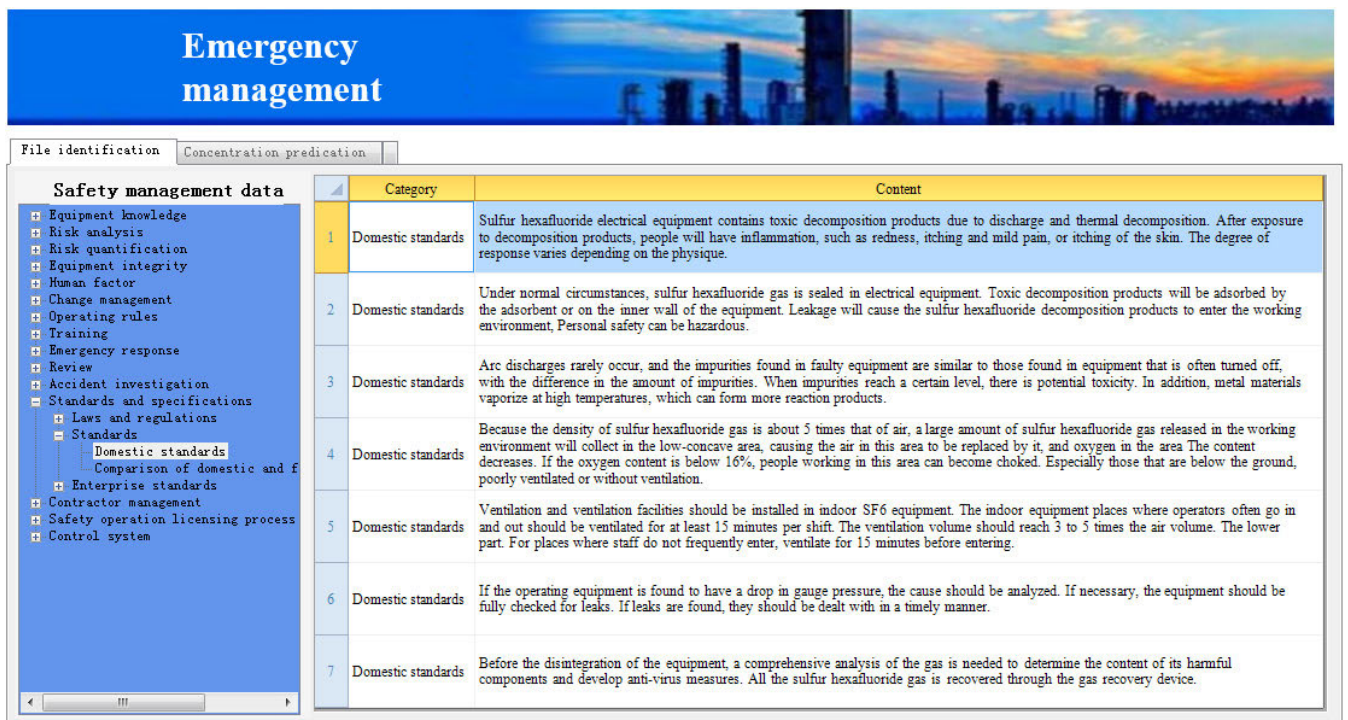 Emergency
management
File identification
Concentration predication
Safety management data
Equipment knowledge
Risk analysis
Risk quantification
Equipment integrity
Human factor
Change management
Operating rules
Training
Emergency response
Review
Accident investigation
Standards and specifications
Laws and regulations
Standards
Domestic standards
Comparison of domestic and f
Enterprise standards
Contractor management
Safety operation licensing process
Control system
Category Content
1 Domestic standards
Sulfur hexafluoride electrical equipment contains toxic decomposition products due to discharge and thermal decomposition. After exposure
to decomposition products, people will have inflammation, such as redness, itching and mild pain, or itching of the skin. The degree of
response varies depending on the physique.
2 Domestic standards
Under normal circumstances, sulfur hexafluoride gas is sealed in electrical equipment. Toxic decomposition products will be adsorbed by
the adsorbent or on the inner wall of the equipment. Leakage will cause the sulfur hexafluoride decomposition products to enter the working
environment, Personal safety can be hazardous.
3 Domestic standards
Arc discharges rarely occur, and the impurities found in faulty equipment are similar to those found in equipment that is often turned off,
with the difference in the amount of impurities. When impurities reach a certain level, there is potential toxicity. In addition, metal materials
vaporize at high temperatures, which can form more reaction products.
4 Domestic standards
Because the density of sulfur hexafluoride gas is about 5 times that of air, a large amount of sulfur hexafluoride gas released in the working
environment will collect in the low-concave area, causing the air in this area to be replaced by it, and oxygen in the area The content
decreases. If the oxygen content is below 16%, people working in this area can become choked. Especially those that are below the ground,
poorly ventilated or without ventilation.
5 Domestic standards
Ventilation and ventilation facilities should be installed in indoor SF6 equipment. The indoor equipment places where operators often go in
and out should be ventilated for at least 15 minutes per shift. The ventilation volume should reach 3 to 5 times the air volume. The lower
part. For places where staff do not frequently enter, ventilate for 15 minutes before entering.
6 Domestic standards
If the operating equipment is found to have a drop in gauge pressure, the cause should be analyzed. If necessary, the equipment should be
fully checked for leaks. If leaks are found, they should be dealt with in a timely manner.
7 Domestic standards
Before the disintegration of the equipment, a comprehensive analysis of the gas is needed to determine the content of its harmful
components and develop anti-virus measures. All the sulfur hexafluoride gas is recovered through the gas recovery device.